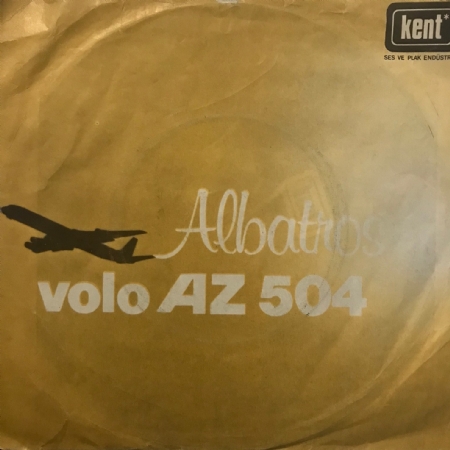 kent*
SES VE PLAK ENDÜSTR
Albatros
volo AZ 504